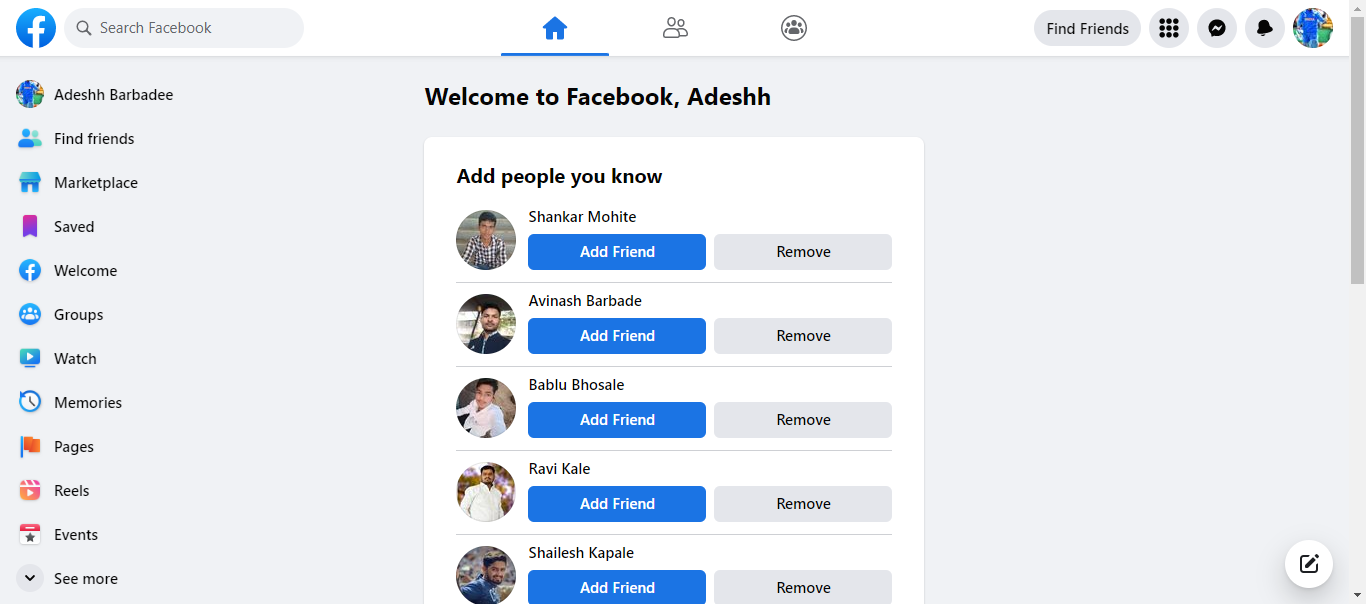 Search Facebook
Find Friends
Adeshh Barbadee
Find friends
Marketplace
Saved
Welcome
Groups
Watch
Memories
Pages
Reels
Events
See more
Welcome to Facebook, Adeshh
Add people you know
Shankar Mohite
Add Friend Remove
Avinash Barbade
Add Friend Remove
Bablu Bhosale
Add Friend Remove
Ravi Kale
Add Friend Remove
Shailesh Kapale
Add Friend Remove